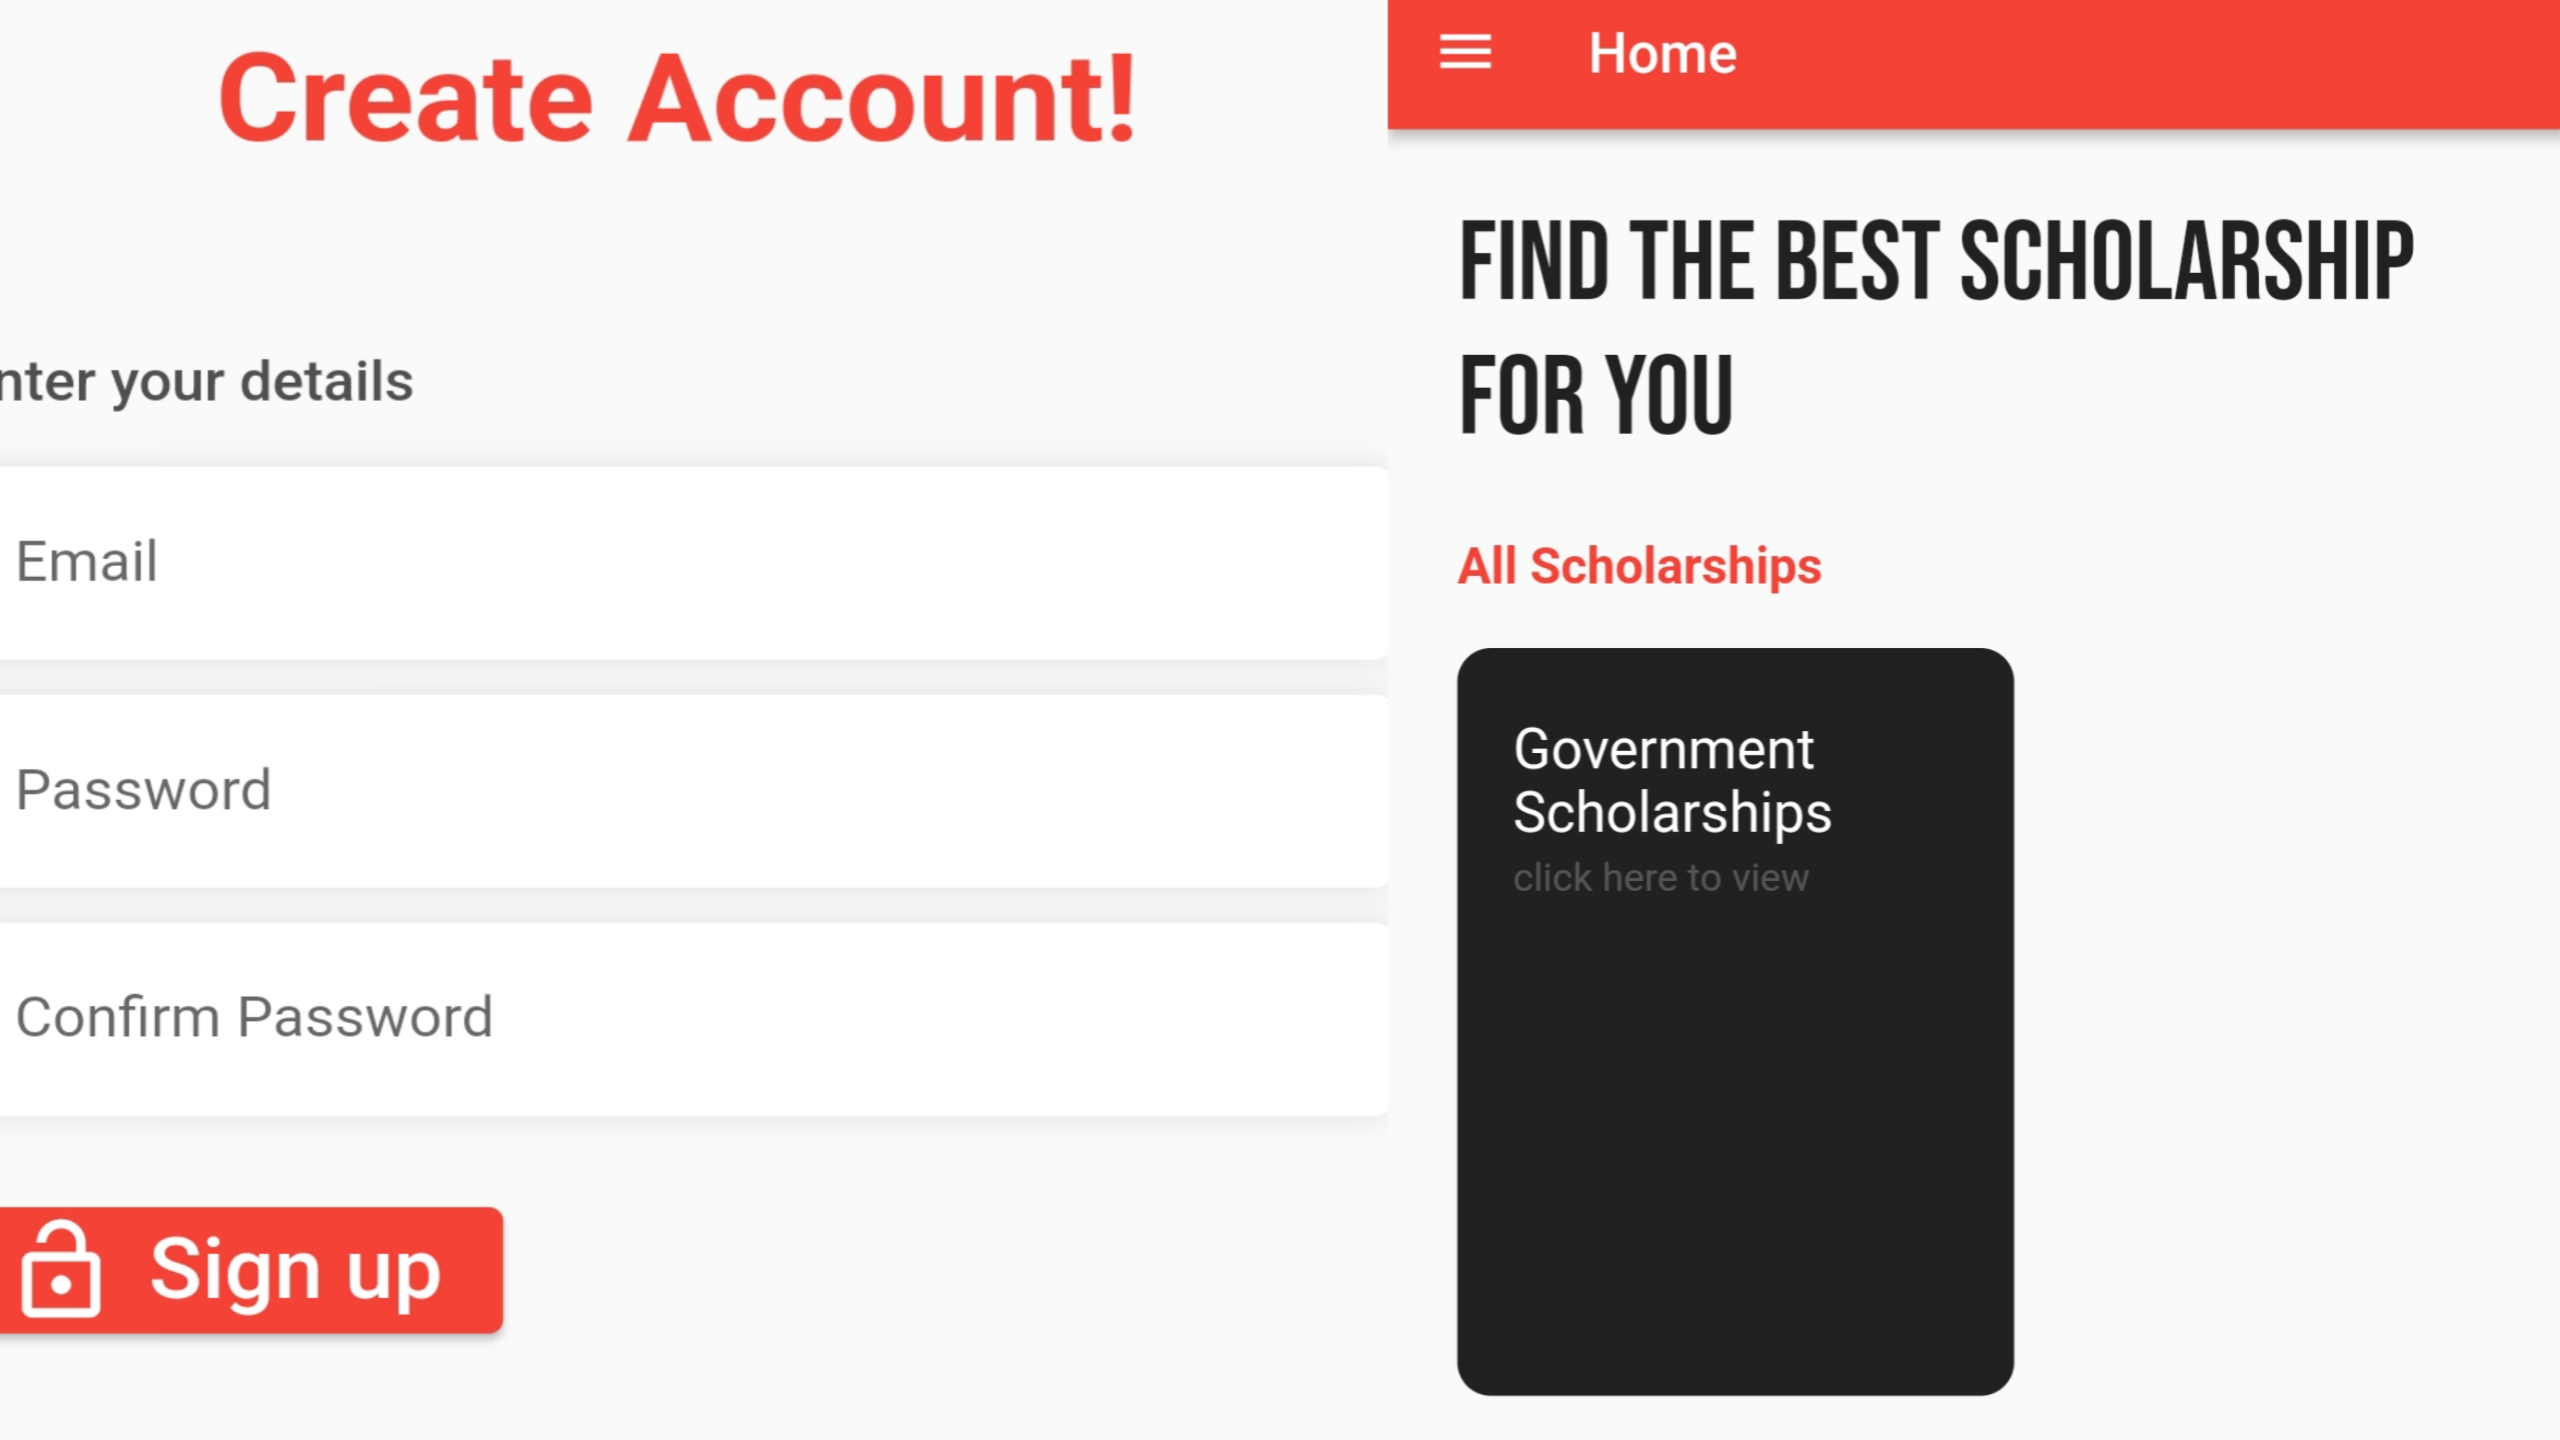 Create Account!
nter your details
Email
Password
Confirm Password
Sign up
Home
FIND THE BEST SCHOLARSHIP
FOR YOU
All Scholarships
Government
Scholarships
click here to view